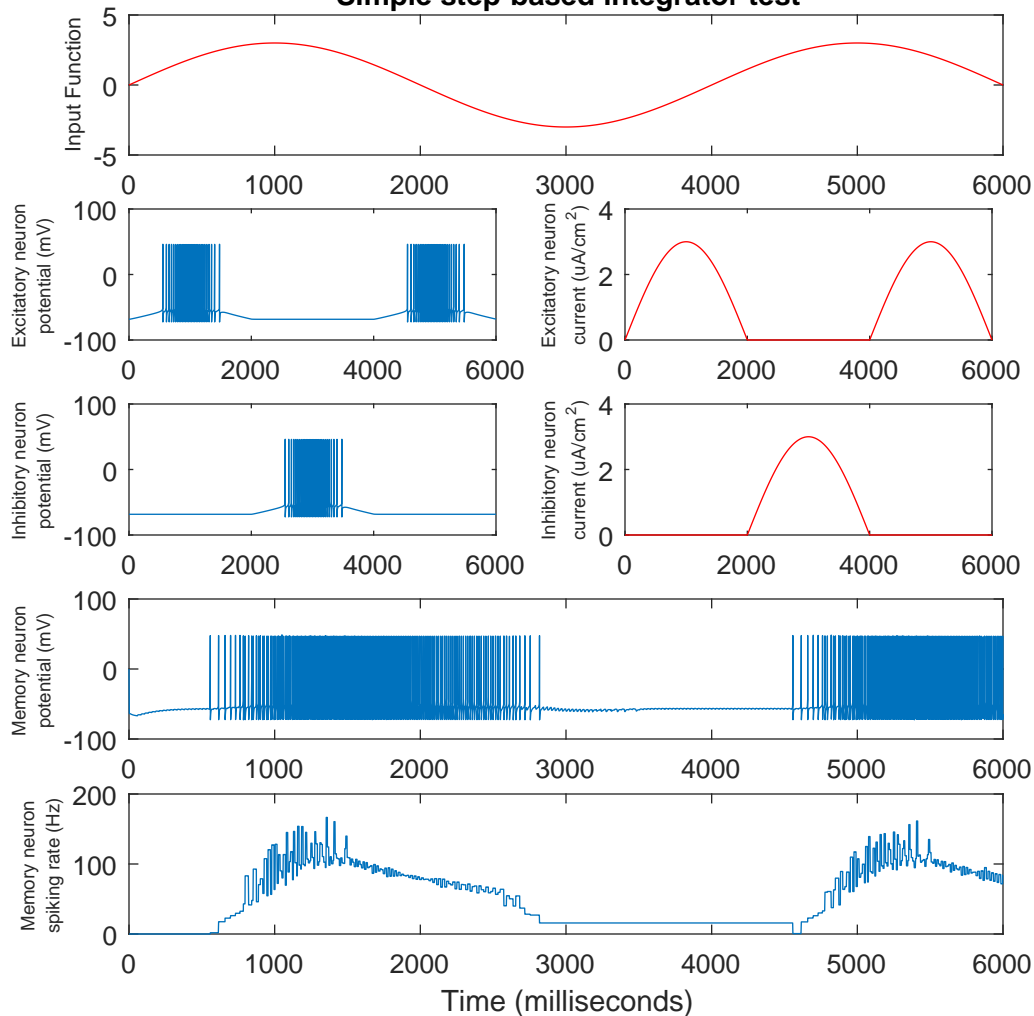 Simple step-based integrator test
Input Function
5
0
-5
0 1000 2000 3000 4000 5000 6000
Excitatory neuron
potential (mV)
100
0
-100
0 2000 4000 6000
Excitatory neuron
current (uA/cm2)
4
2
0
0 2000 4000 6000
Inhibitory neuron
potential (mV)
100
0
-100
0 2000 4000 6000
Inhibitory neuron
current (uA/cm2)
4
2
0
0 2000 4000 6000
Memory neuron
potential (mV)
100
0
-100
0 1000 2000 3000 4000 5000 6000
Memory neuron
spiking rate (Hz)
200
100
0
0 1000 2000 3000 4000 5000 6000
Time (milliseconds)